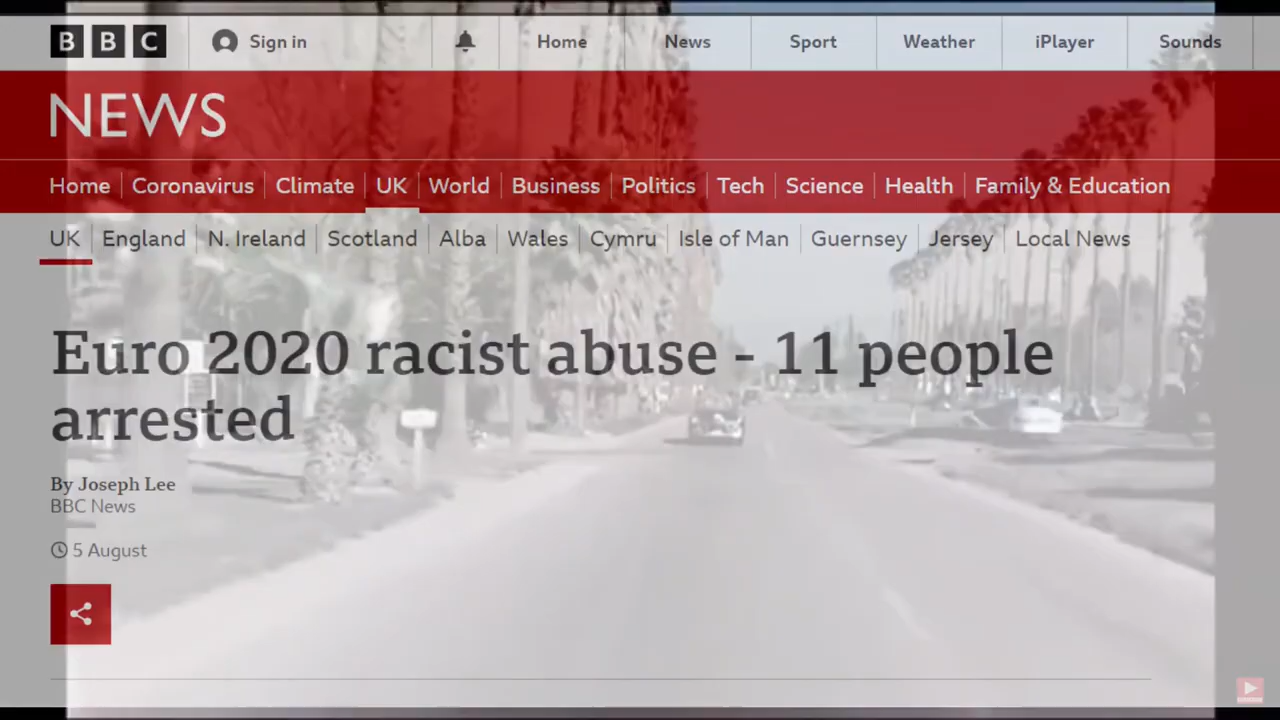 BBC Sign in Home News Sport Weather iPlayer Sounds
NEWS
Home Coronavirus Climate UK World Business Politics Tech Science Health Family & Education
UK England N. Ireland Scotland Alba Wales Cymru Isle of Man Guernsey Jersey Local News
Euro 2020 racist abuse - 11 people
arrested
By Joseph Lee
BBC News
5 August